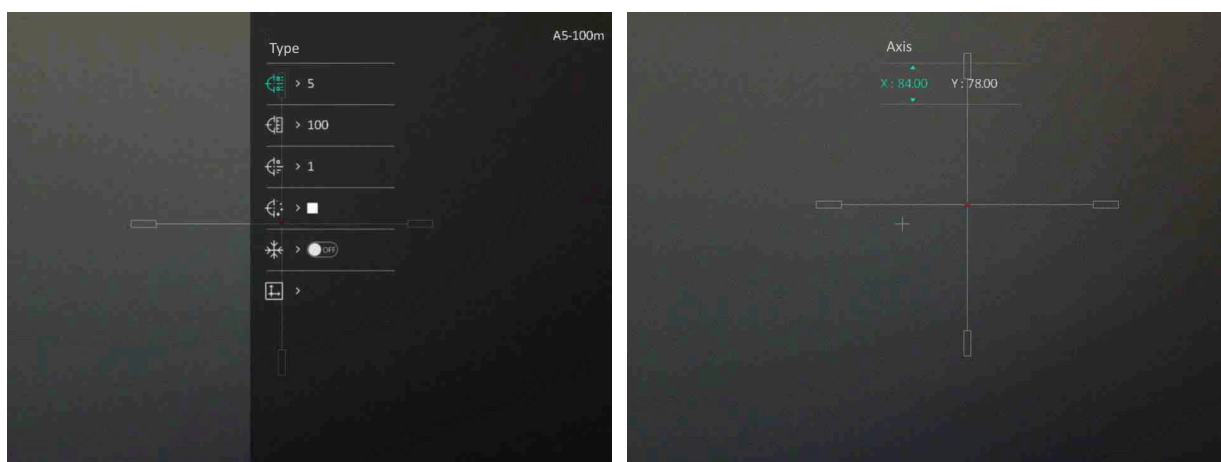 A5-100m
Type
> 5
> 100
> 1
>
> OFF
>
Axis
X : 84.00 Y : 78.00